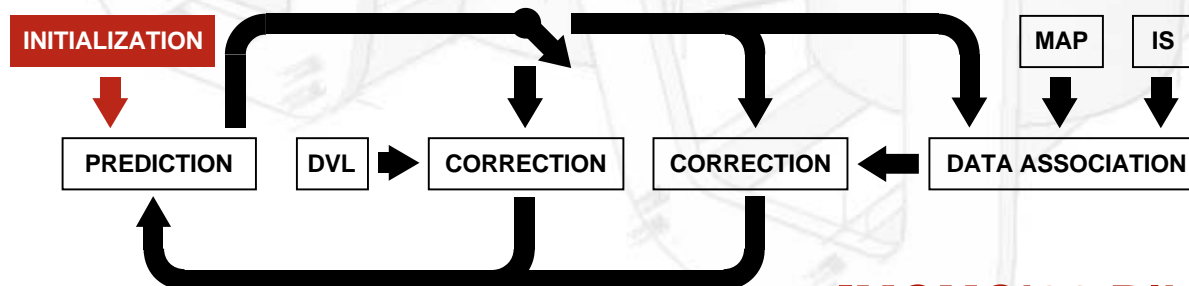 INITIALIZATION
MAP
IS
PREDICTION
DVL
CORRECTION
CORRECTION
DATA ASSOCIATION